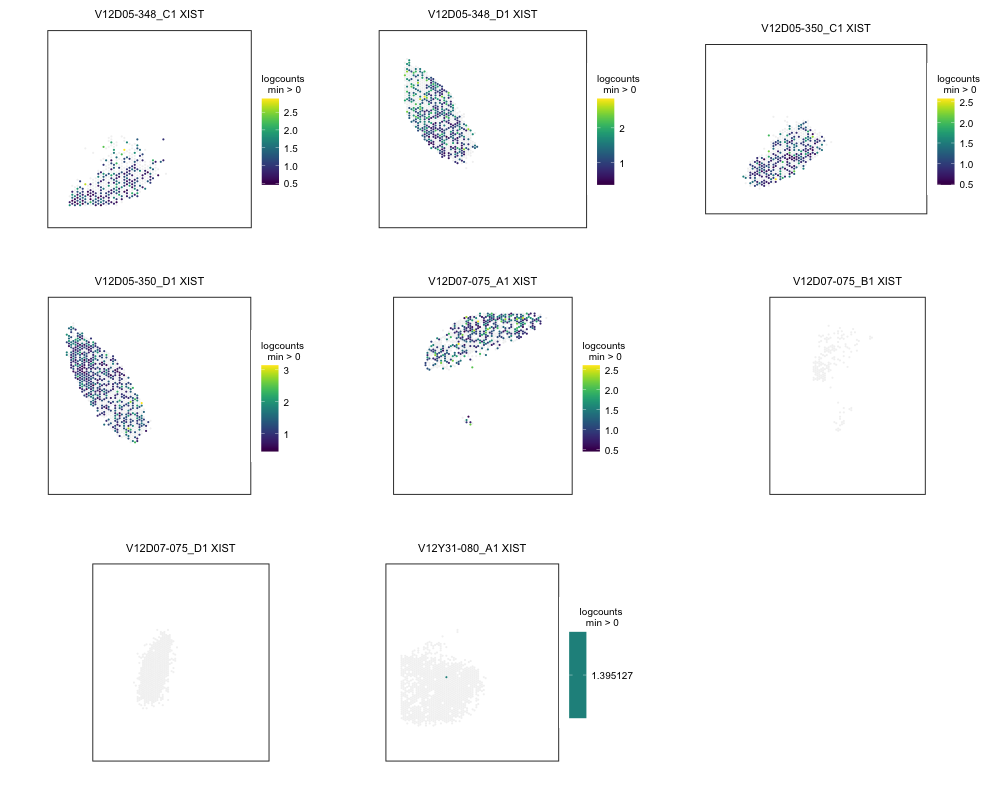 V12D05-348_C1 XIST
logcounts
min > 0
2.5
2.0
1.5
1.0
0.5
V12D05-348_D1 XIST
logcounts
min > 0
2
1
V12D05-350_C1 XIST
logcounts
min > 0
2.5
2.0
1.5
1.0
0.5
V12D05-350_D1 XIST
logcounts
min > 0
3
2
1
V12D07-075_A1 XIST
logcounts
min > 0
2.5
2.0
1.5
1.0
0.5
V12D07-075_B1 XIST
V12D07-075_D1 XIST
V12Y31-080_A1 XIST
logcounts
min > 0
1.395127